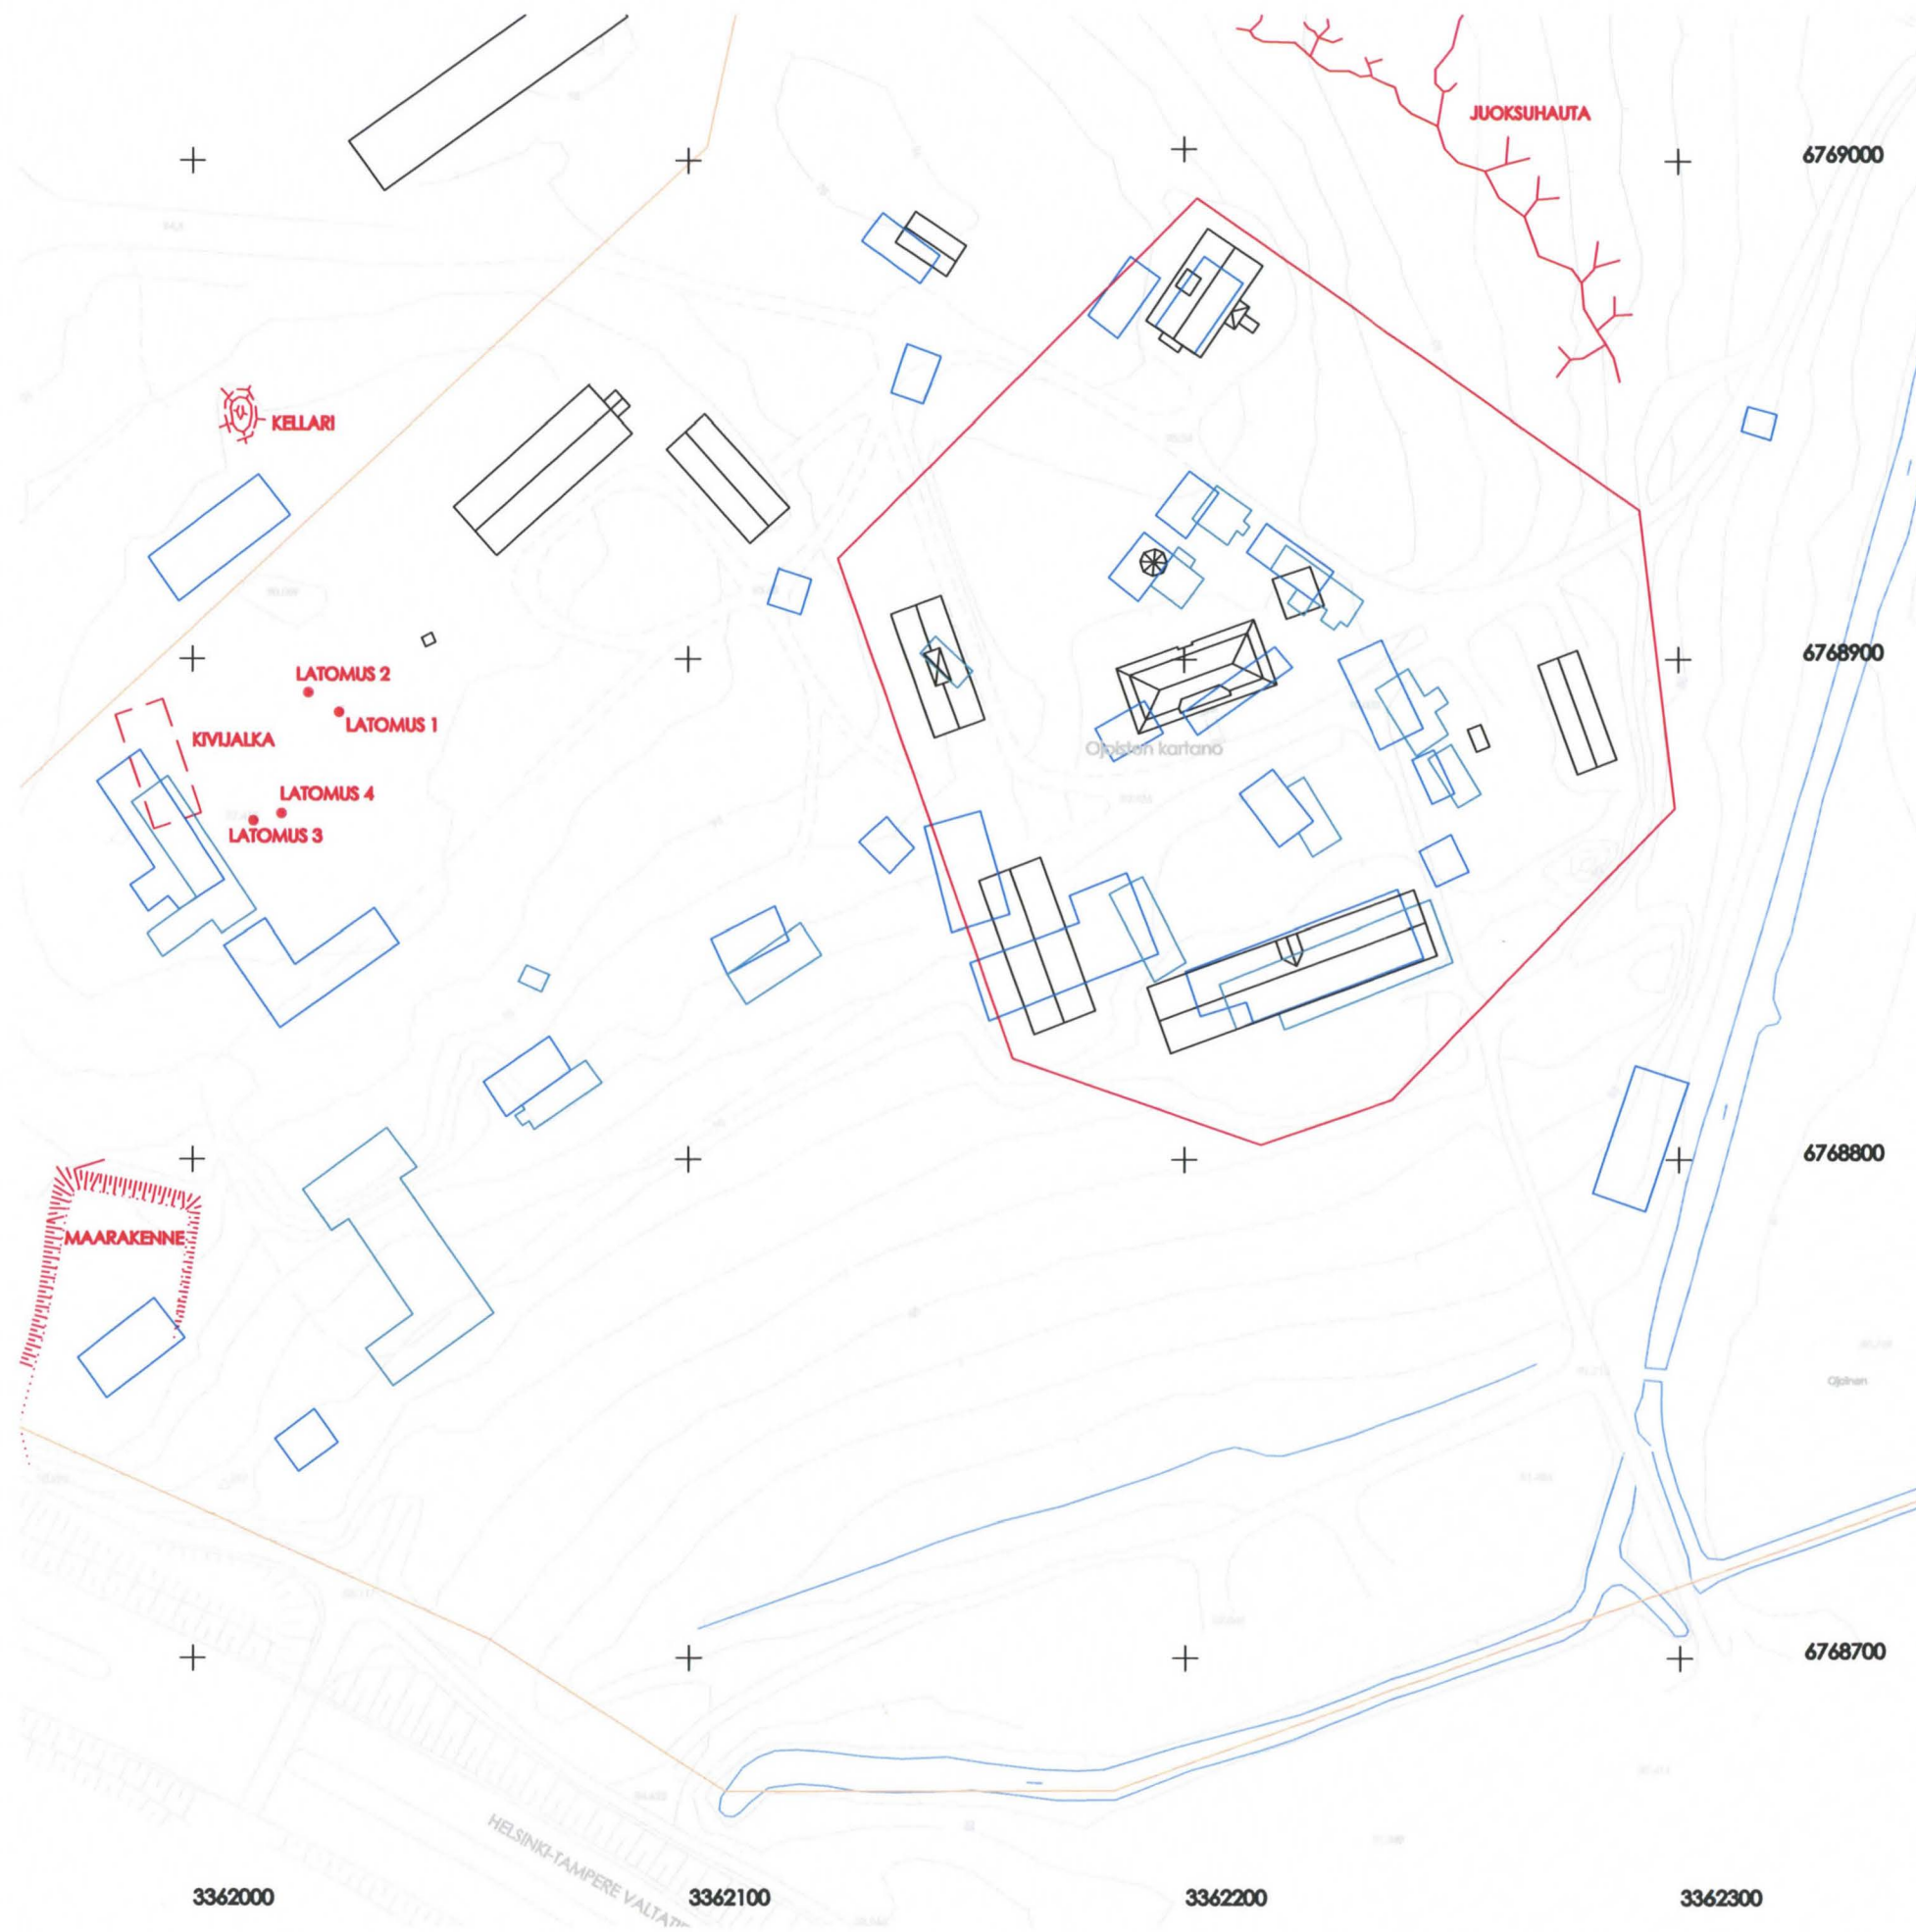 JUOKSUHAUTA
6769000
KELLARI
6768900
LATOMUS 2
LATOMUS 1
KIVIJALKA
Ojoisten kartano
LATOMUS 4
LATOMUS 3
6768800
MAARAKENNE
Ojoinen
6768700
HELSINKI-TAMPERE
3362000
3362100
3362200
3362300